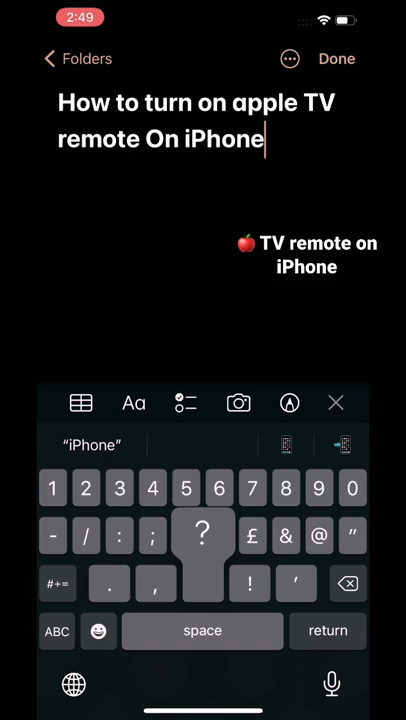 2:49
Folders
Done
How to turn on apple TV
remote On iPhone
🍎 TV remote on
iPhone
Aa
“iPhone”
1 2 3 4 5 6 7 8 9 0
- / : ; ? £ & @ "
#+= . , ! '
ABC space return